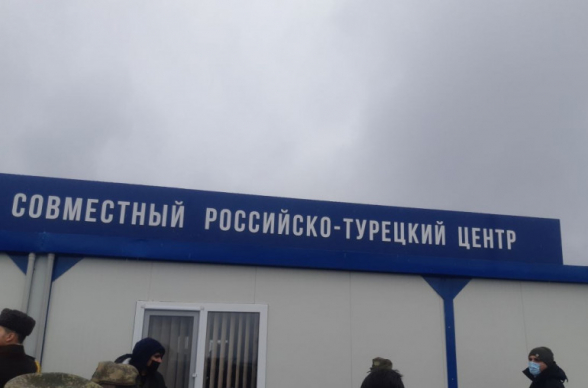 СОВМЕСТНЫЙ РОССИЙСКО-ТУРЕЦКИЙ ЦЕНТР